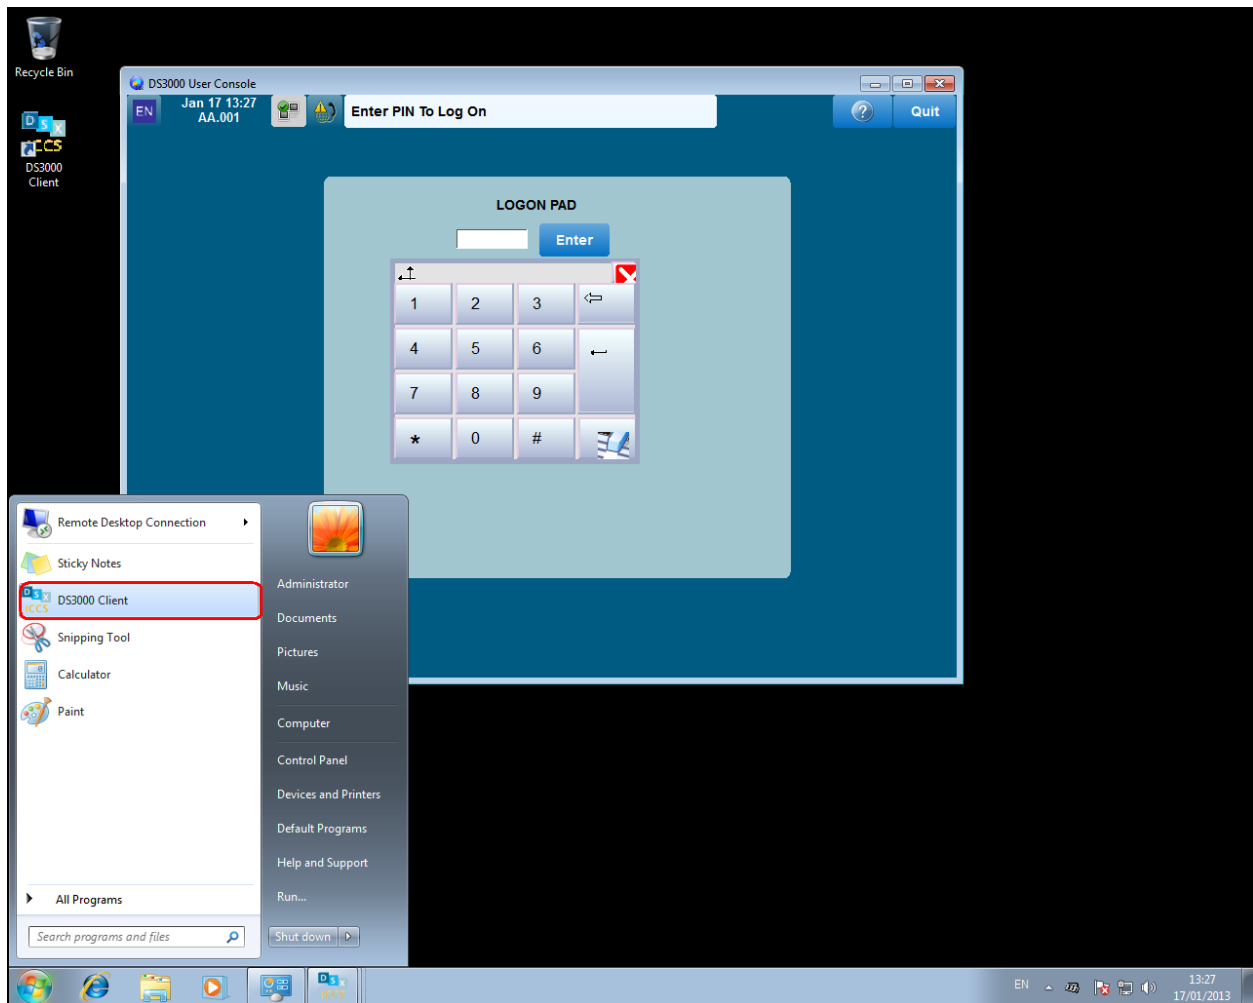 Recycle Bin
D S X
ICCS
DS3000
Client
DS3000 User Console
EN
Jan 17 13:27
AA.001
Enter PIN To Log On
?
Quit
LOGON PAD
Enter
1 2 3
4 5 6
7 8 9
* 0 #
Remote Desktop Connection
Sticky Notes
D S X
ICCS
DS3000 Client
Snipping Tool
Calculator
Paint
All Programs
Search programs and files
Administrator
Documents
Pictures
Music
Computer
Control Panel
Devices and Printers
Default Programs
Help and Support
Run...
Shut down
D S X
ICCS
EN
13:27
17/01/2013